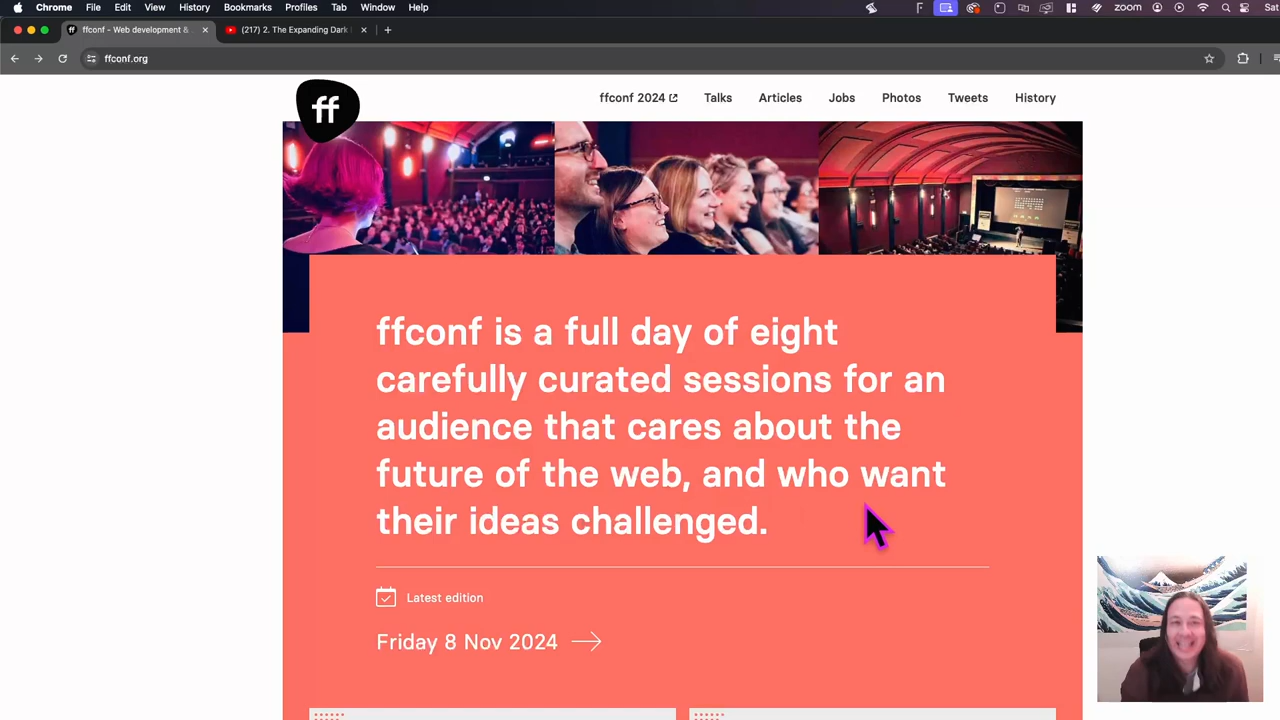 Chrome File Edit View History Bookmarks Profiles Tab Window Help zoom Sat
ffconf - Web development & (217) 2. The Expanding Dark
ffconf.org
ff
ffconf 2024 Talks Articles Jobs Photos Tweets History
ffconf is a full day of eight
carefully curated sessions for an
audience that cares about the
future of the web, and who want
their ideas challenged.
Latest edition
Friday 8 Nov 2024